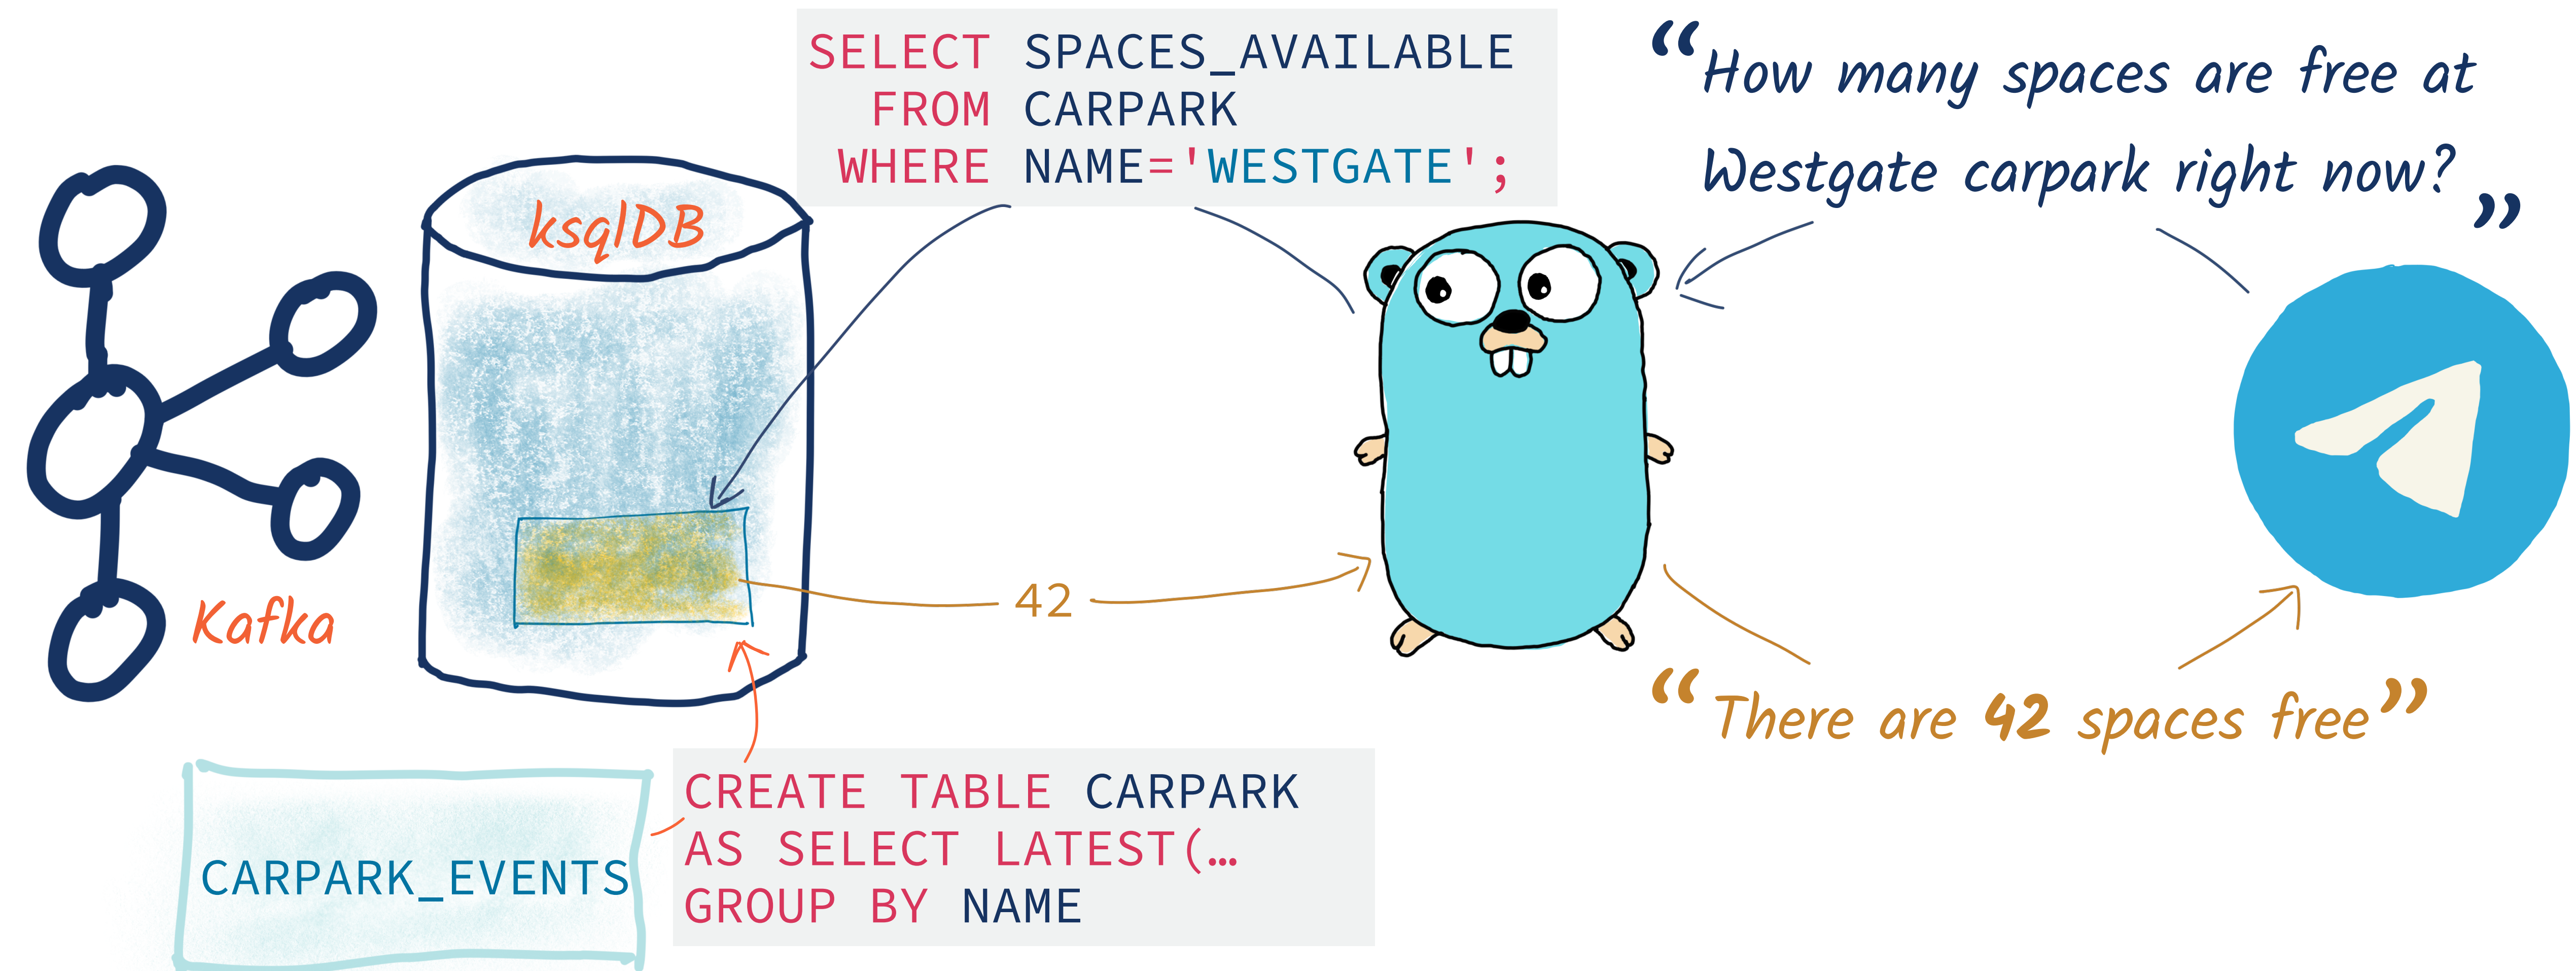 SELECT SPACES_AVAILABLE
FROM CARPARK
WHERE NAME='WESTGATE';
“How many spaces are free at
Westgate carpark right now?”
ksqlDB
Kafka
42
“There are 42 spaces free”
CARPARK_EVENTS
CREATE TABLE CARPARK
AS SELECT LATEST(…
GROUP BY NAME